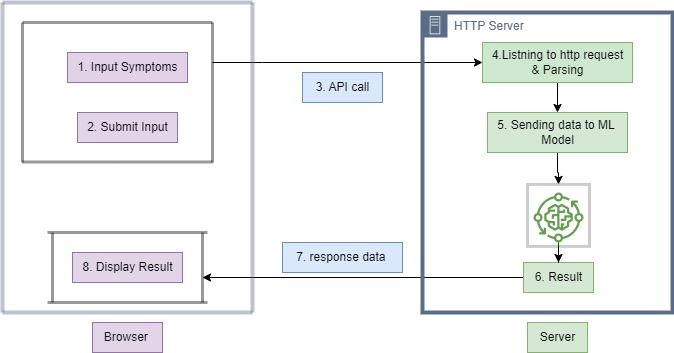 HTTP Server
1. Input Symptoms
4.Listning to http request
& Parsing
3. API call
2. Submit Input
5. Sending data to ML
Model
8. Display Result
7. response data
6. Result
Browser
Server